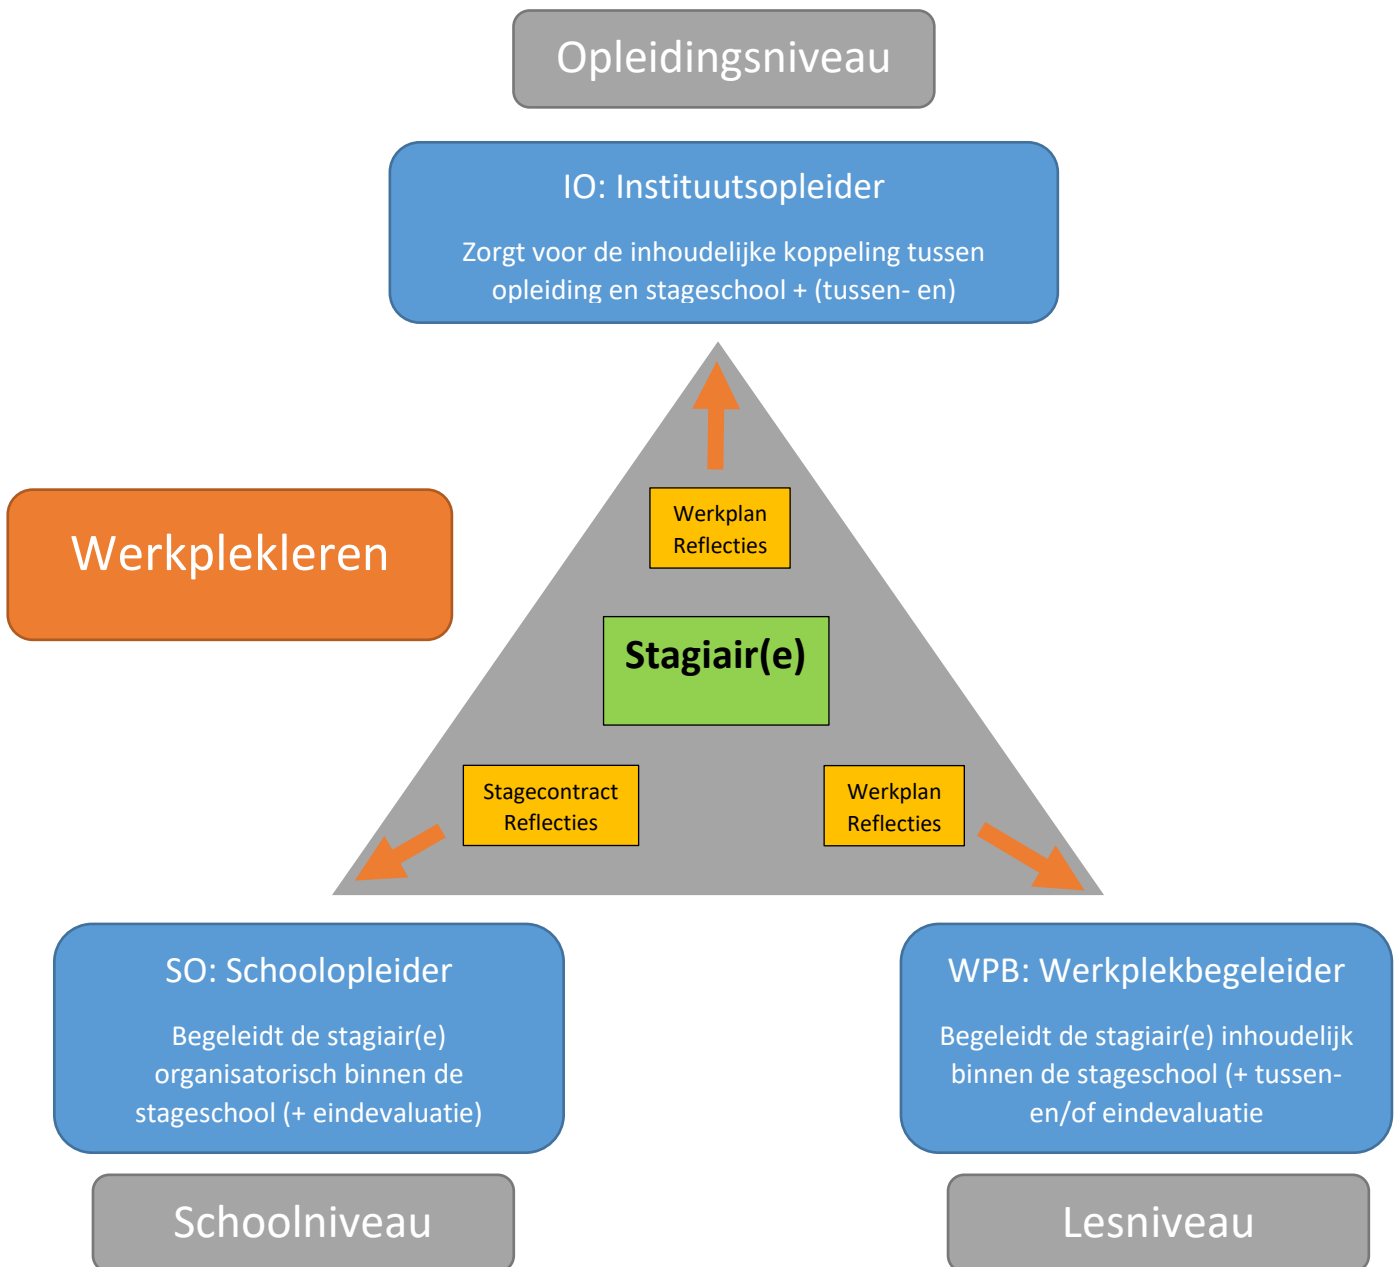 Opleidingsniveau
IO: Instituutsopleider
Zorgt voor de inhoudelijke koppeling tussen
opleiding en stageschool + (tussen- en)
Werkplan
Reflecties
Werkplekleren
Stagiair(e)
Stagecontract
Reflecties
Werkplan
Reflecties
SO: Schoolopleider
Begeleidt de stagiair(e)
organisatorisch binnen de
stageschool (+ eindevaluatie)
WPB: Werkplekbegeleider
Begeleidt de stagiair(e) inhoudelijk
binnen de stageschool (+ tussen-
en/of eindevaluatie
Schoolniveau
Lesniveau